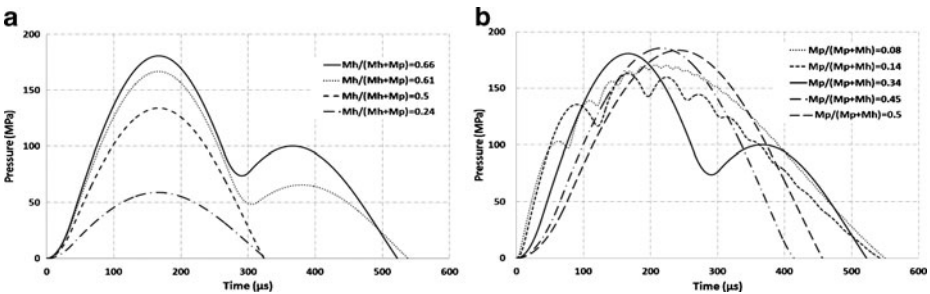 a
200
150
100
50
0
Pressure (MPa)
Mh/(Mh+Mp)=0.66
Mh/(Mh+Mp)=0.61
Mh/(Mh+Mp)=0.5
Mh/(Mh+Mp)=0.24
0 100 200 300 400 500 600
Time (µs)
b
200
150
100
50
0
Pressure (MPa)
Mp/(Mp+Mh)=0.08
Mp/(Mp+Mh)=0.14
Mp/(Mp+Mh)=0.34
Mp/(Mp+Mh)=0.45
Mp/(Mp+Mh)=0.5
0 100 200 300 400 500 600
Time (µs)